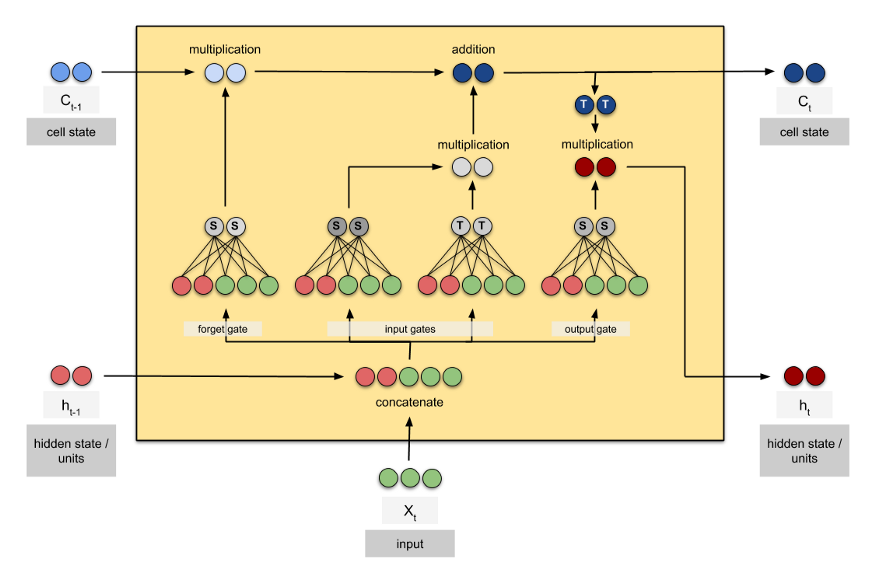 multiplication
addition
C t-1
cell state
T T
C t
cell state
multiplication
multiplication
S S
S S
T T
S S
forget gate
input gates
output gate
h t-1
hidden state /
units
concatenate
h t
hidden state /
units
X t
input